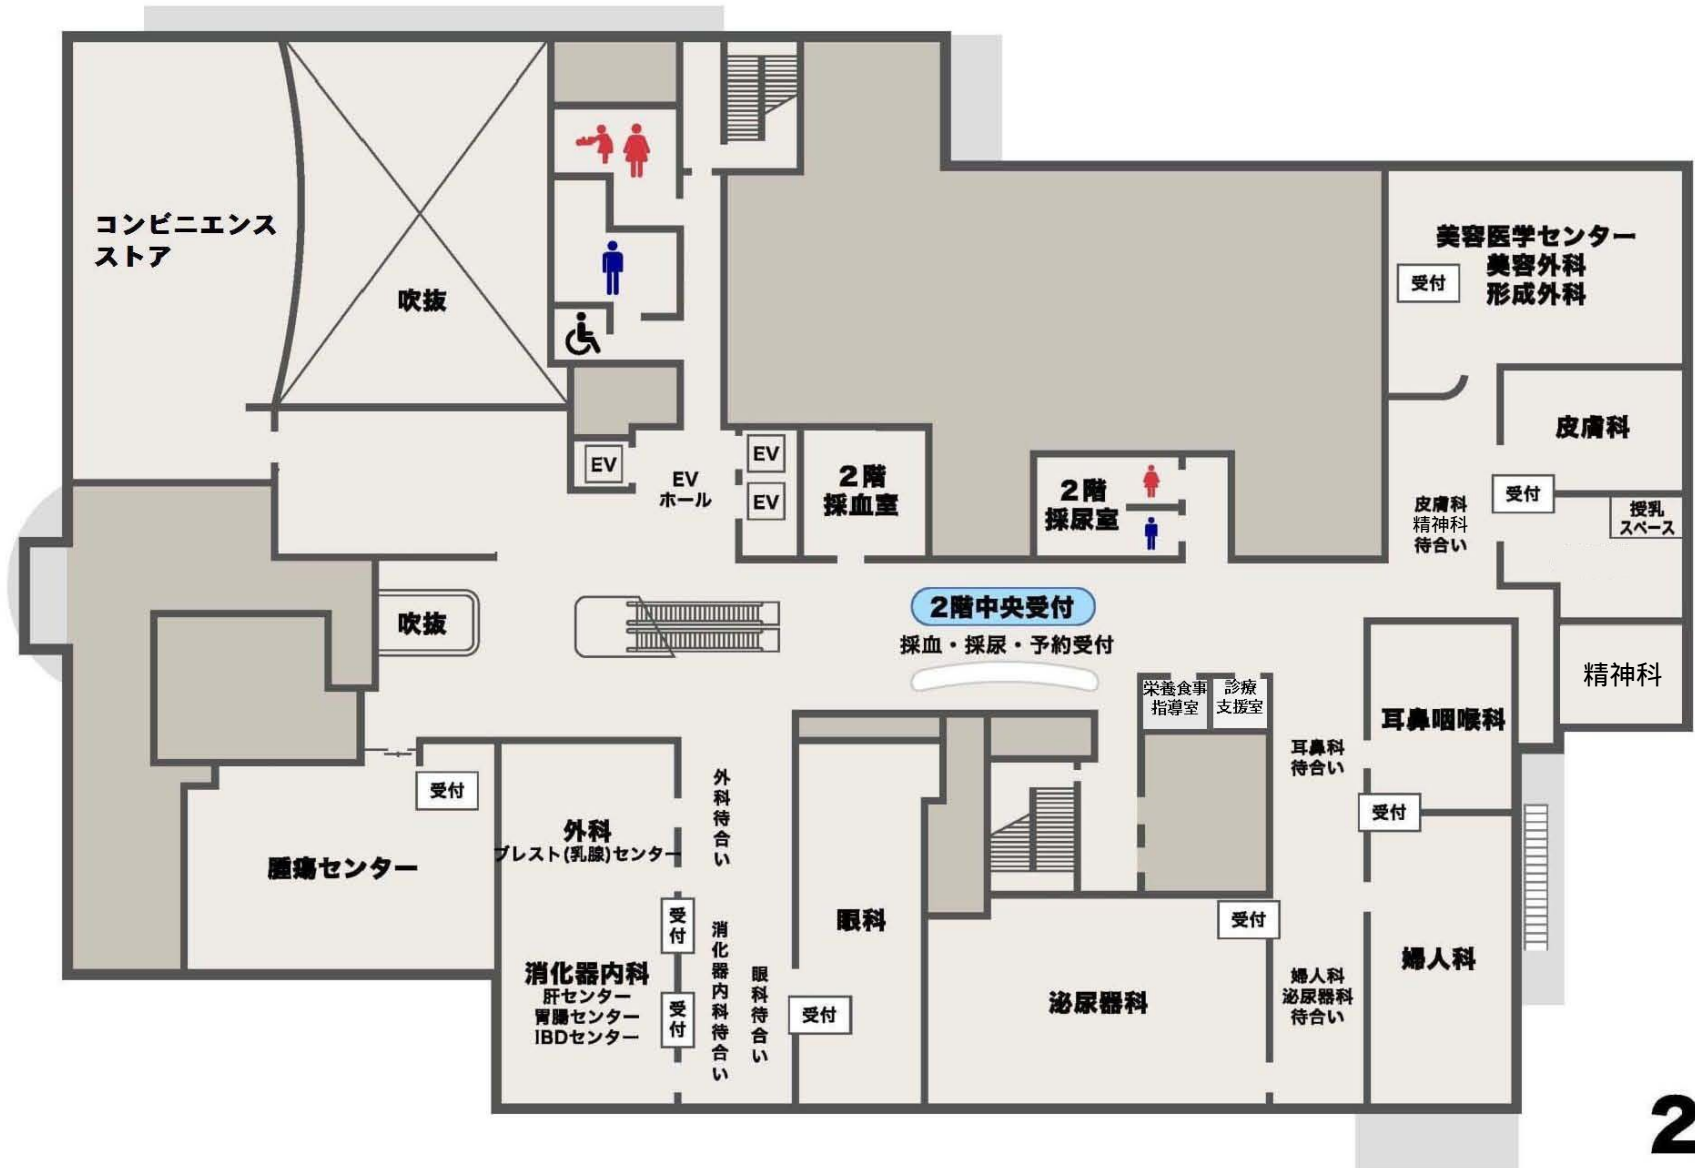 コンビニエンス
ストア
吹抜
美容医学センター
美容外科
形成外科
受付
皮膚科
EV
EV
ホール
EV
EV
2階
採血室
2階
採尿室
皮膚科
精神科
待合い
受付
授乳
スペース
吹抜
2階中央受付
採血・採尿・予約受付
栄養食事
指導室
診療
支援室
精神科
耳鼻咽喉科
耳鼻科
待合い
受付
受付
腫瘍センター
外科
ブレスト(乳腺)センター
外科待合い
受付
消化器内科
肝センター
胃腸センター
IBDセンター
受付
消化器内科待合い
眼科待合い
眼科
受付
泌尿器科
受付
婦人科
泌尿器科
待合い
婦人科
2